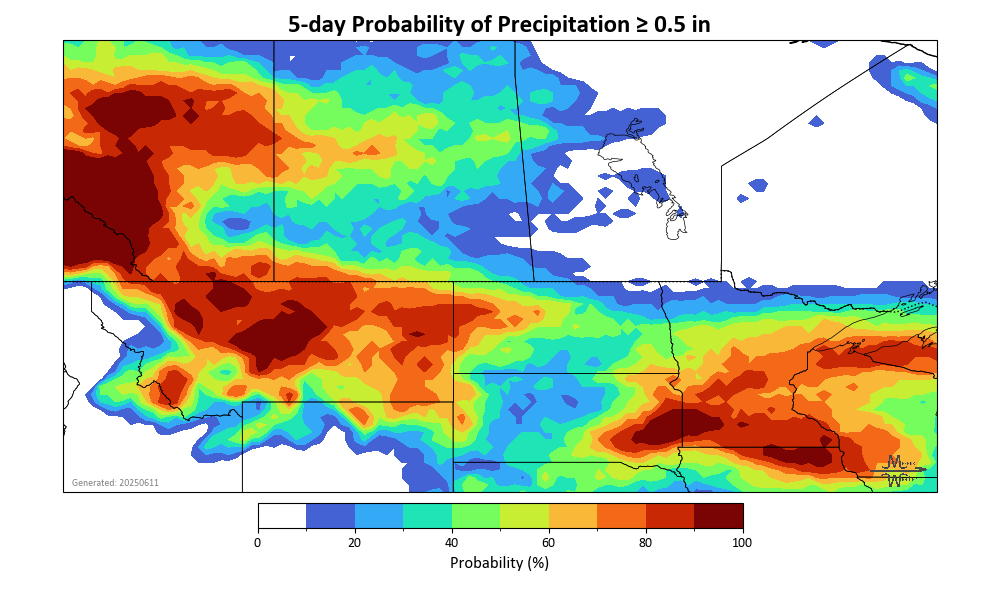 5-day Probability of Precipitation ≥ 0.5 in
Generated: 20250611
0 20 40 60 80 100
Probability (%)